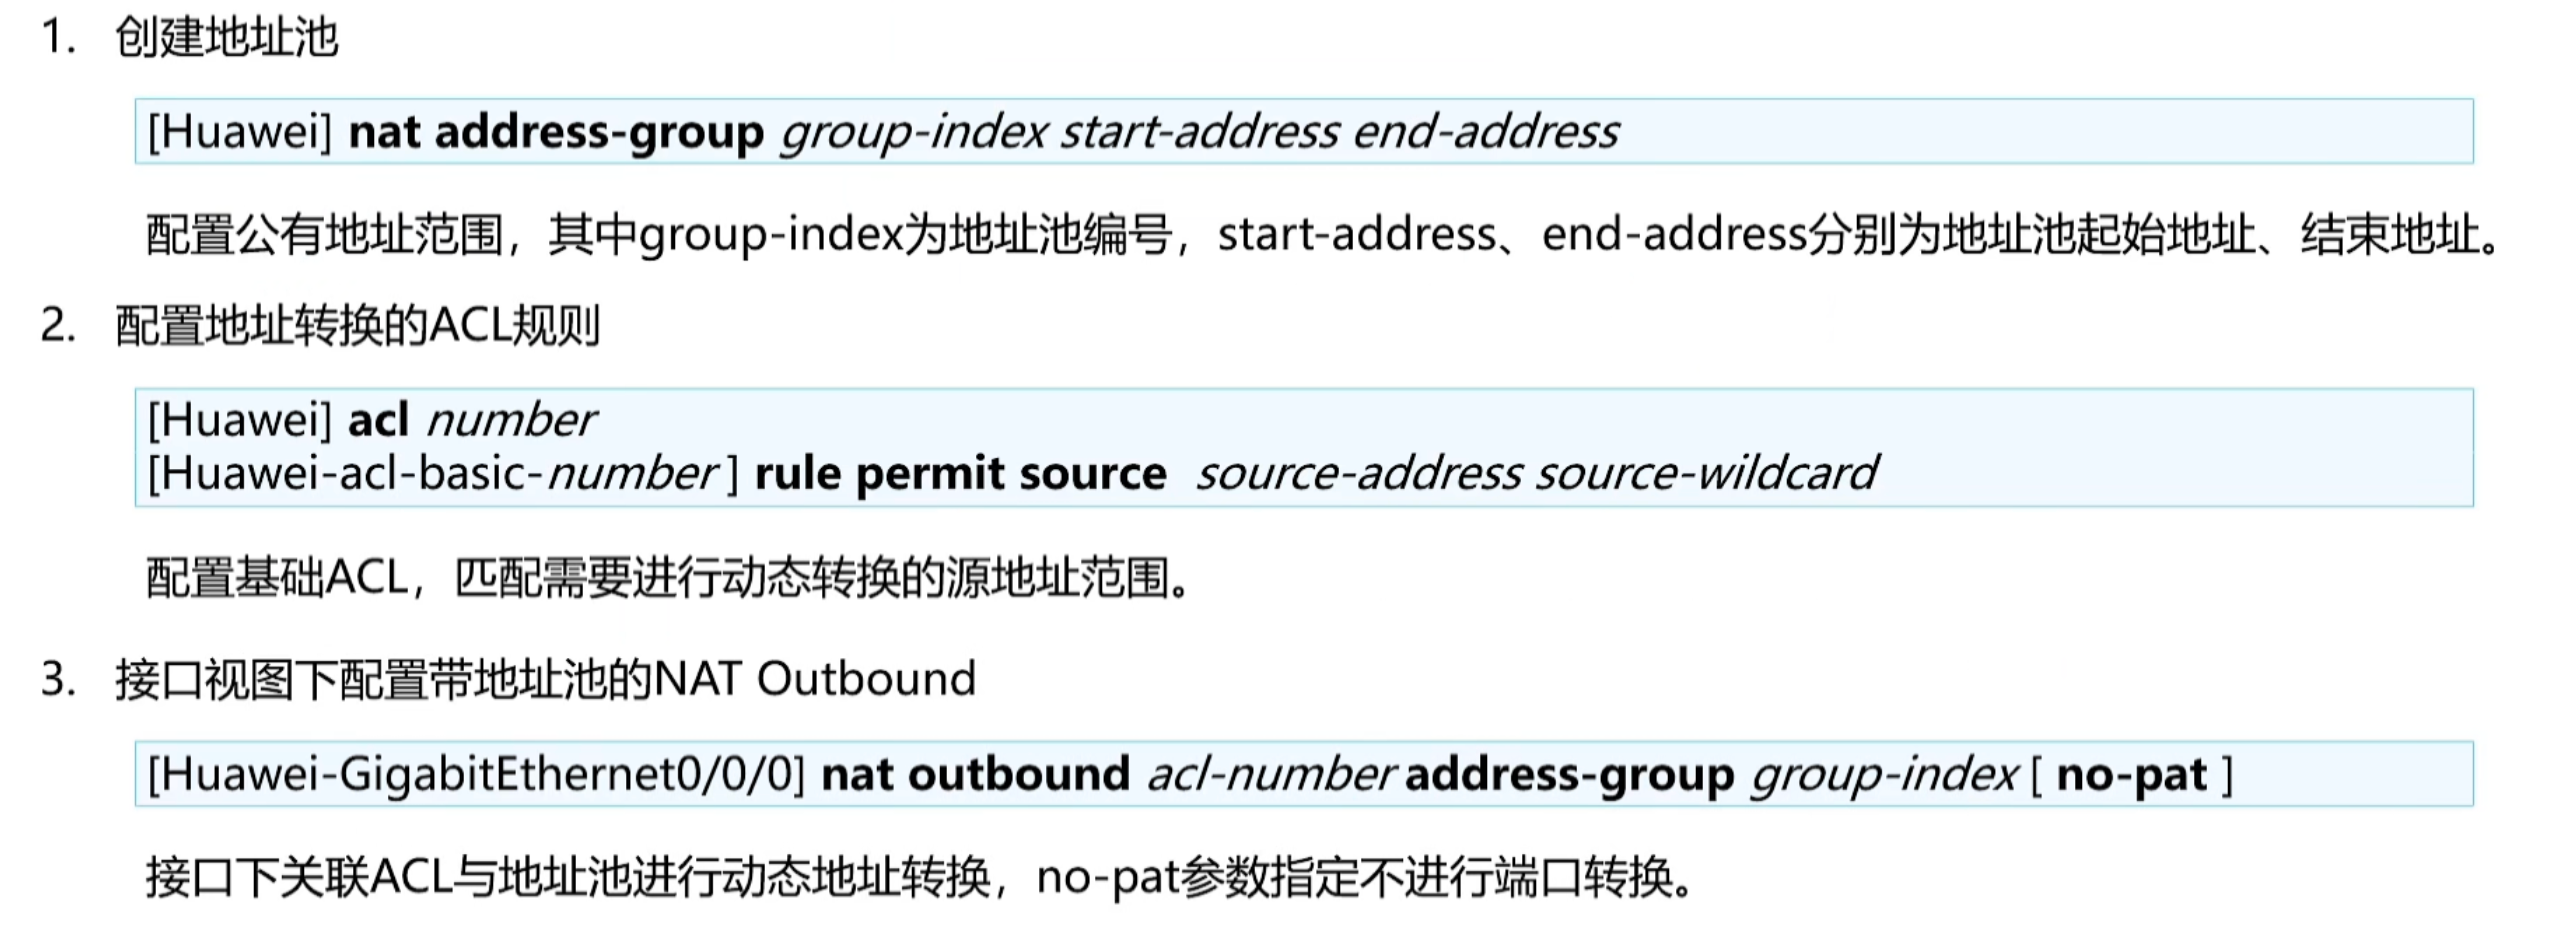 1. 创建地址池
[Huawei] nat address-group group-index start-address end-address
配置公有地址范围，其中group-index为地址池编号，start-address、end-address分别为地址池起始地址、结束地址。
2. 配置地址转换的ACL规则
[Huawei] acl number
[Huawei-acl-basic-number] rule permit source source-address source-wildcard
配置基础ACL，匹配需要进行动态转换的源地址范围。
3. 接口视图下配置带地址池的NAT Outbound
[Huawei-GigabitEthernet0/0/0] nat outbound acl-number address-group group-index [ no-pat ]
接口下关联ACL与地址池进行动态地址转换，no-pat参数指定不进行端口转换。